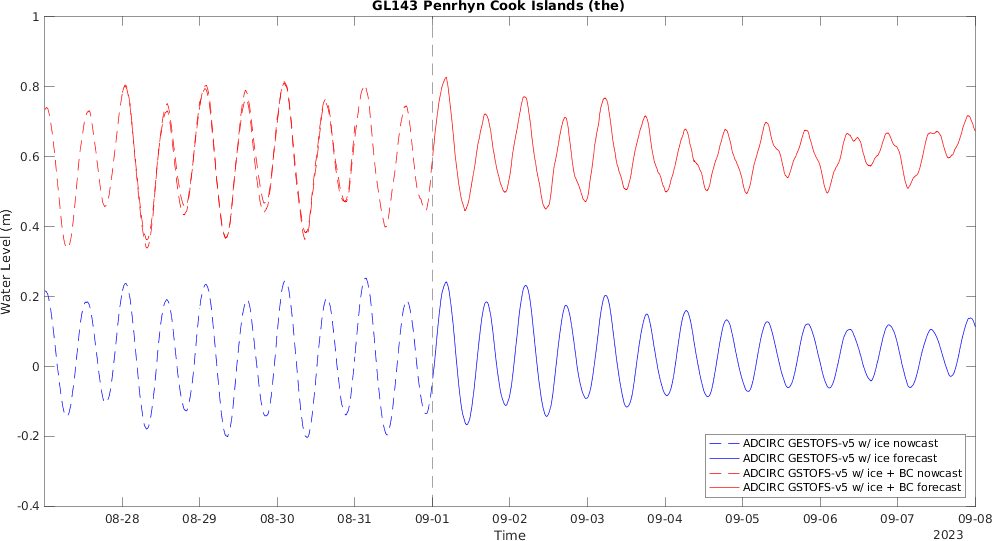 GL143 Penrhyn Cook Islands (the)
1
0.8
0.6
0.4
0.2
0
-0.2
-0.4
Water Level (m)
08-28 08-29 08-30 08-31 09-01 09-02 09-03 09-04 09-05 09-06 09-07 09-08
Time
2023
ADCIRC GESTOFS-v5 w/ ice nowcast
ADCIRC GESTOFS-v5 w/ ice forecast
ADCIRC GSTOFS-v5 w/ ice + BC nowcast
ADCIRC GSTOFS-v5 w/ ice + BC forecast